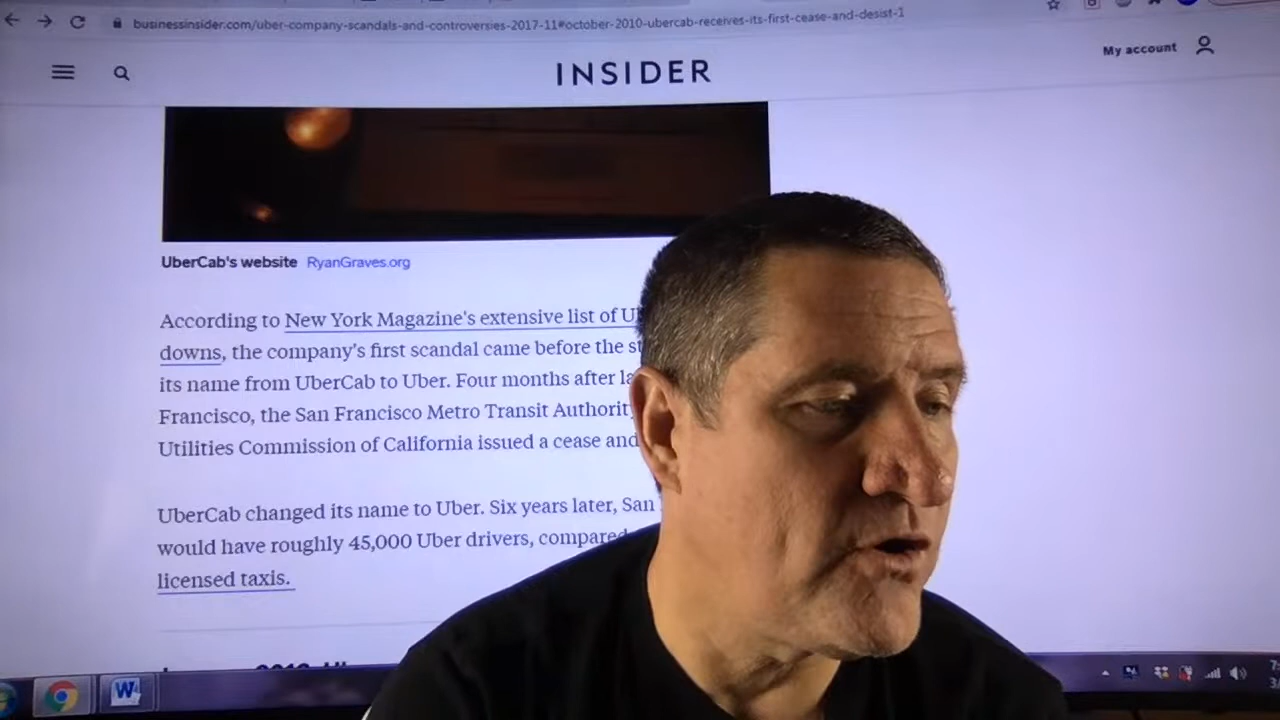 businessinsider.com/uber-company-scandals-and-controversies-2017-11#october-2010-ubercab-receives-its-first-cease-and-desist-1
INSIDER
My account
UberCab's website RyanGraves.org
According to New York Magazine's extensive list of
downs, the company's first scandal came before the
its name from UberCab to Uber. Four months after
Francisco, the San Francisco Metro Transit Authority
Utilities Commission of California issued a cease and
UberCab changed its name to Uber. Six years later, San
would have roughly 45,000 Uber drivers, compared
licensed taxis.
W